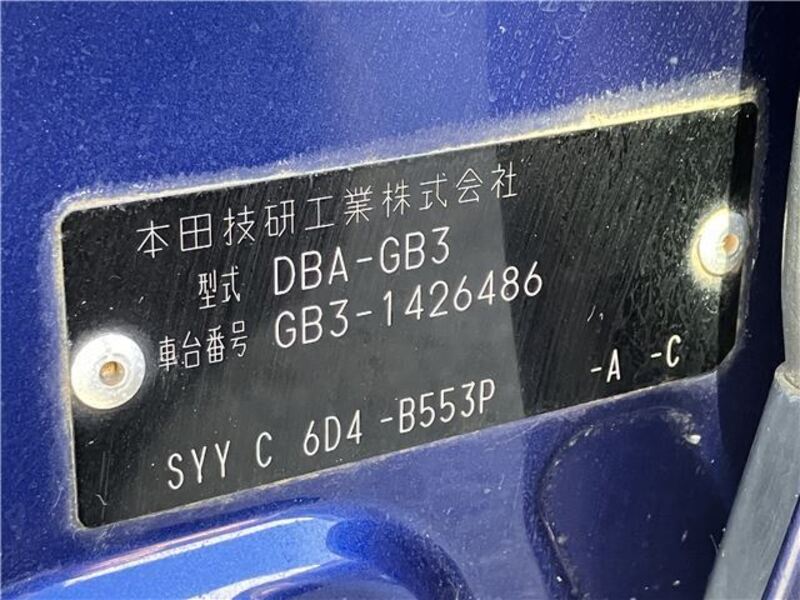 本田技研工業株式会社
型式 DBA-GB3
車台番号 GB3-1426486
SYY C 6D4 -B553P -A -C